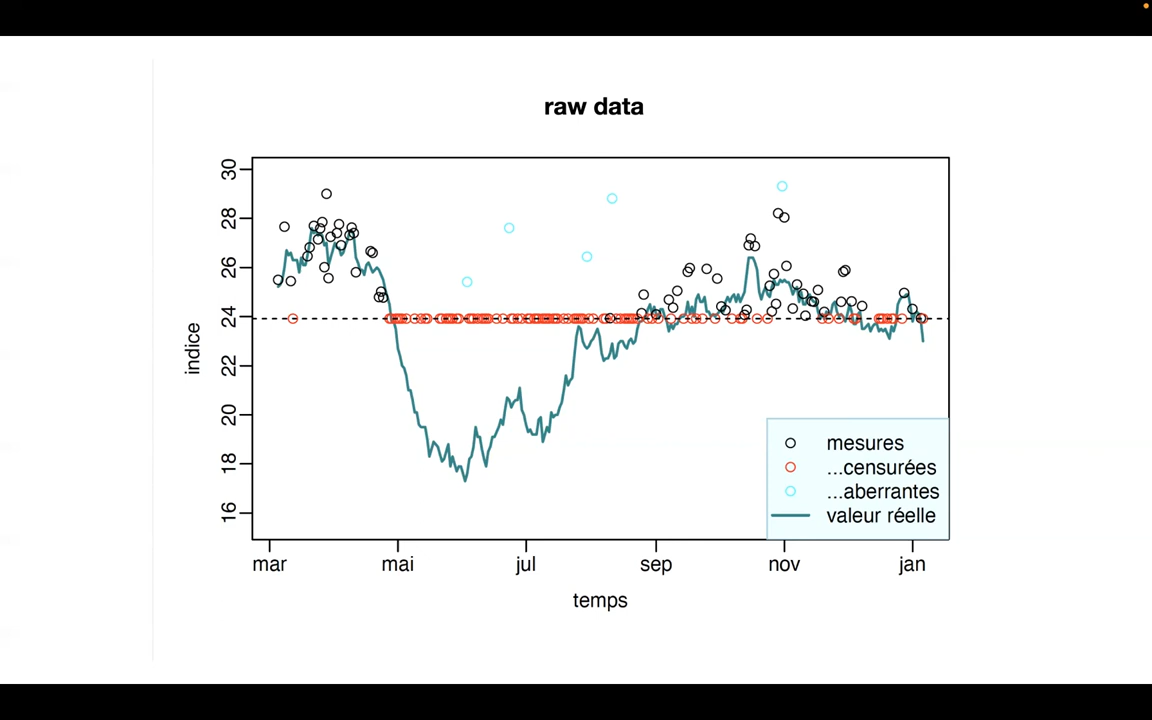 raw data
30
28
26
24
22
20
18
16
indice
mesures
...censurées
...aberrantes
valeur réelle
mar mai jul sep nov jan
temps